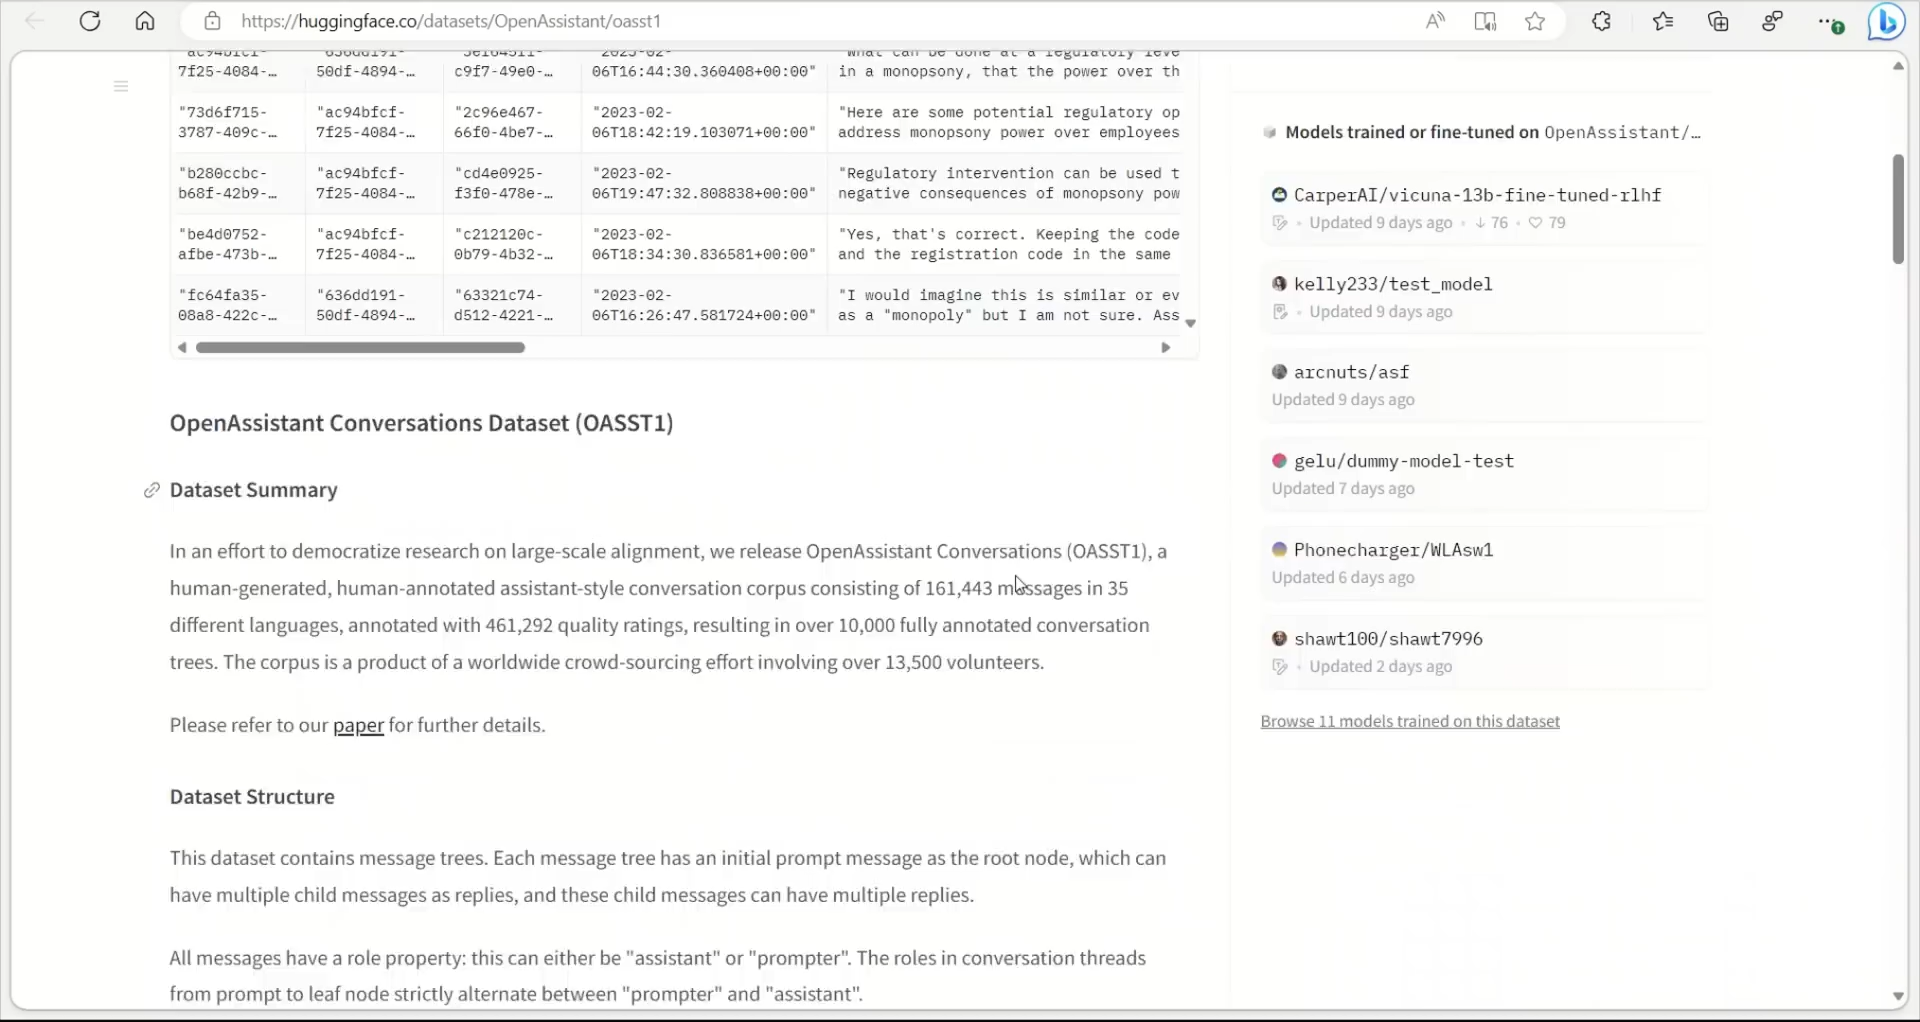 https://huggingface.co/datasets/OpenAssistant/oasst1
7f25-4084-… 50df-4894-… c9f7-49e0-… 06T16:44:30.360408+00:00" in a monopsony, that the power over th
"73d6f715- "ac94bfcf- "2c96e467- "2023-02- "Here are some potential regulatory op
3787-409c-… 7f25-4084-… 66f0-4be7-… 06T18:42:19.103071+00:00" address monopsony power over employees
"b280ccbc- "ac94bfcf- "cd4e0925- "2023-02- "Regulatory intervention can be used t
b68f-42b9-… 7f25-4084-… f3f0-478e-… 06T19:47:32.808838+00:00" negative consequences of monopsony pow
"be4d0752- "ac94bfcf- "c212120c- "2023-02- "Yes, that's correct. Keeping the code
afbe-473b-… 7f25-4084-… 0b79-4b32-… 06T18:34:30.836581+00:00" and the registration code in the same
"fc64fa35- "636dd191- "63321c74- "2023-02- "I would imagine this is similar or ev
08a8-422c-… 50df-4894-… d512-4221-… 06T16:26:47.581724+00:00" as a "monopoly" but I am not sure. Ass
OpenAssistant Conversations Dataset (OASST1)
Dataset Summary
In an effort to democratize research on large-scale alignment, we release OpenAssistant Conversations (OASST1), a
human-generated, human-annotated assistant-style conversation corpus consisting of 161,443 messages in 35
different languages, annotated with 461,292 quality ratings, resulting in over 10,000 fully annotated conversation
trees. The corpus is a product of a worldwide crowd-sourcing effort involving over 13,500 volunteers.
Please refer to our paper for further details.
Dataset Structure
This dataset contains message trees. Each message tree has an initial prompt message as the root node, which can
have multiple child messages as replies, and these child messages can have multiple replies.
All messages have a role property: this can either be "assistant" or "prompter". The roles in conversation threads
from prompt to leaf node strictly alternate between "prompter" and "assistant".
Models trained or fine-tuned on OpenAssistant/…
CarperAI/vicuna-13b-fine-tuned-rlhf
Updated 9 days ago • ↓ 76 • ♡ 79
kelly233/test_model
Updated 9 days ago
arcnuts/asf
Updated 9 days ago
gelu/dummy-model-test
Updated 7 days ago
Phonecharger/WLAsw1
Updated 6 days ago
shawt100/shawt7996
Updated 2 days ago
Browse 11 models trained on this dataset